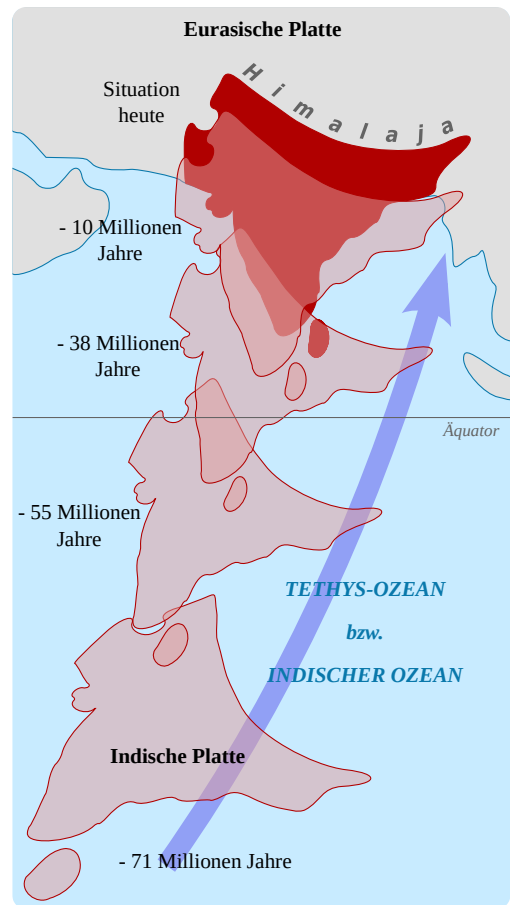 Eurasische Platte
Himalaja
Situation
heute
- 10 Millionen
Jahre
- 38 Millionen
Jahre
Äquator
- 55 Millionen
Jahre
TETHYS-OZEAN
bzw.
INDISCHER OZEAN
Indische Platte
- 71 Millionen Jahre